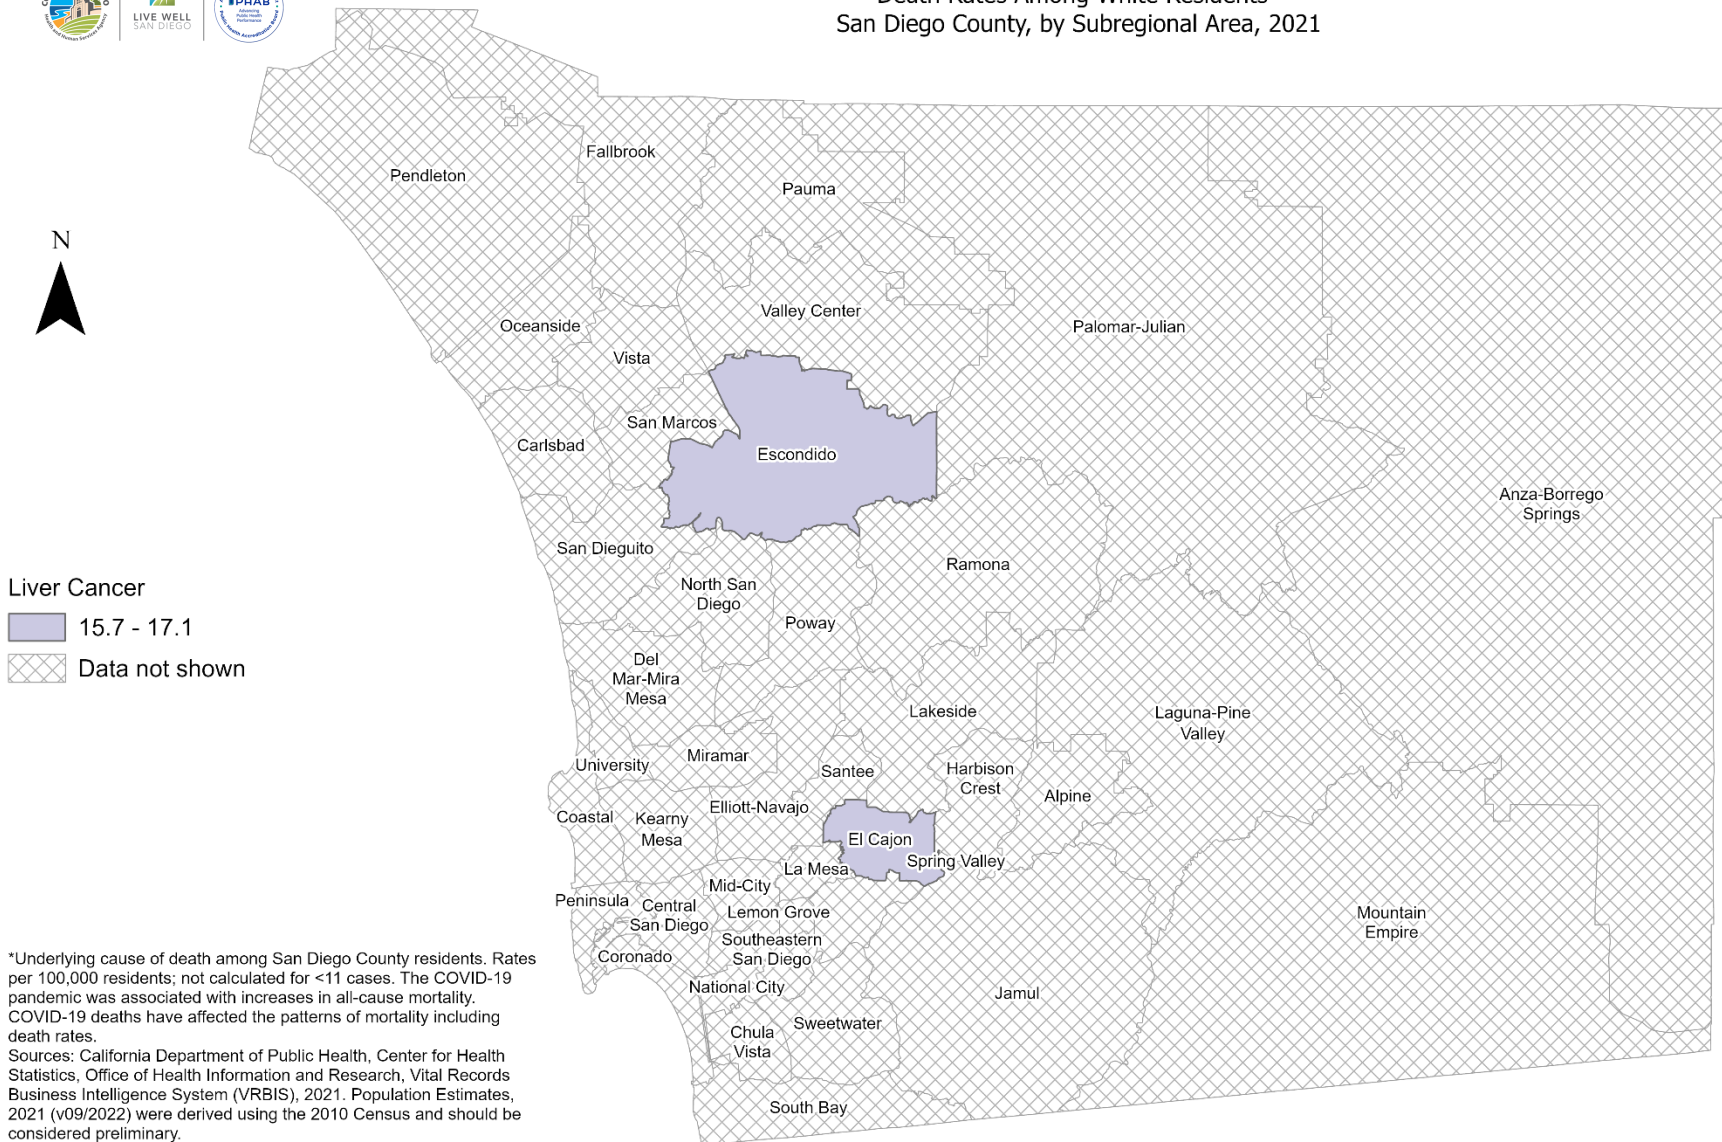 PHAB
Advancing
Public Health
Performance
LIVE WELL
SAN DIEGO
San Diego County, by Subregional Area, 2021
Fallbrook
Pendleton
Pauma
N
Valley Center
Oceanside
Palomar-Julian
Vista
San Marcos
Carlsbad
Escondido
Anza-Borrego
Springs
San Dieguito
Ramona
North San
Diego
Poway
Liver Cancer
15.7 - 17.1
Data not shown
Del
Mar-Mira
Mesa
Lakeside
Laguna-Pine
Valley
Miramar
University
Santee
Harbison
Crest
Alpine
Elliott-Navajo
Coastal
Kearny
Mesa
El Cajon
Spring Valley
La Mesa
Mid-City
Peninsula
Central
San Diego
Lemon Grove
Mountain
Empire
Southeastern
San Diego
Coronado
National City
Jamul
Sweetwater
Chula
Vista
South Bay
*Underlying cause of death among San Diego County residents. Rates
per 100,000 residents; not calculated for <11 cases. The COVID-19
pandemic was associated with increases in all-cause mortality.
COVID-19 deaths have affected the patterns of mortality including
death rates.
Sources: California Department of Public Health, Center for Health
Statistics, Office of Health Information and Research, Vital Records
Business Intelligence System (VRBIS), 2021. Population Estimates,
2021 (v09/2022) were derived using the 2010 Census and should be
considered preliminary.